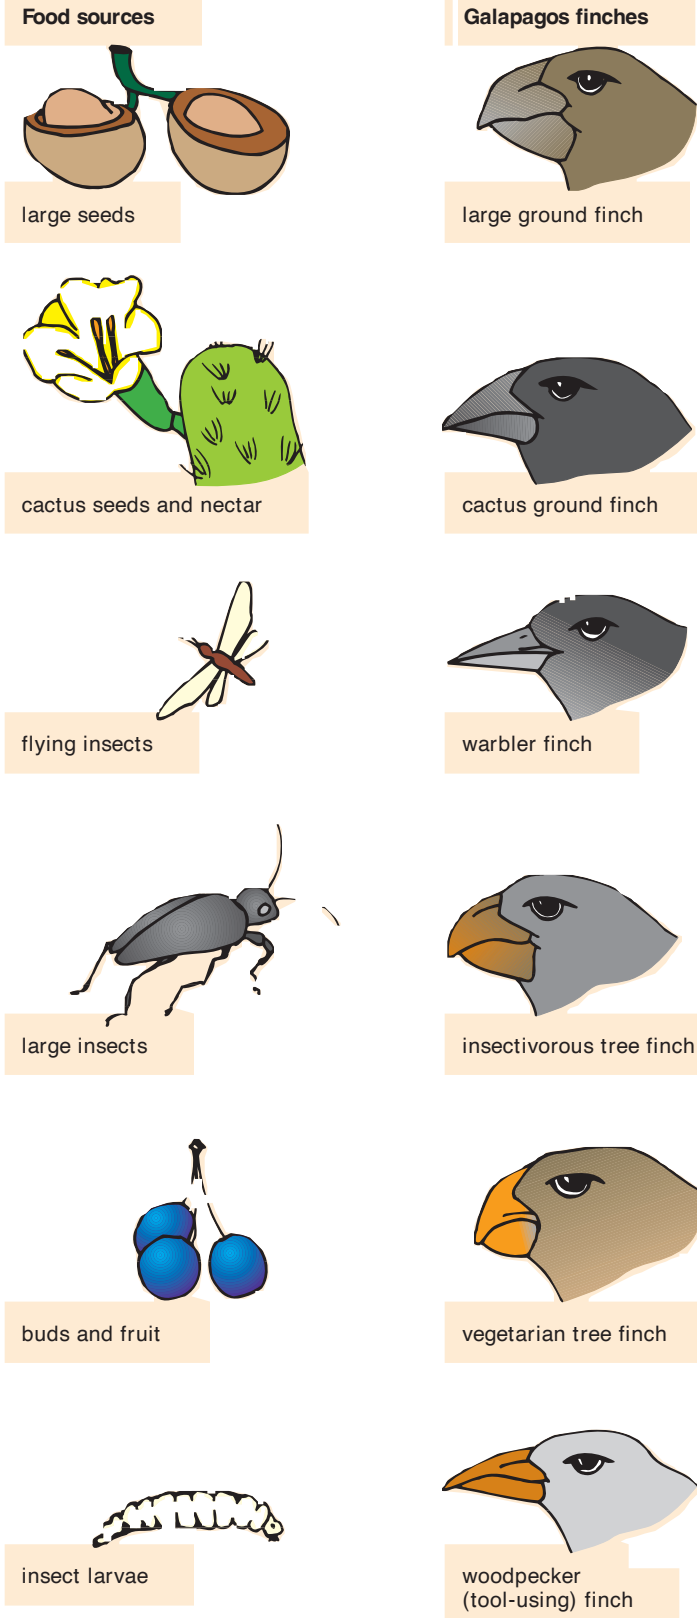 Food sources
Galapagos finches
large seeds
large ground finch
cactus seeds and nectar
cactus ground finch
flying insects
warbler finch
large insects
insectivorous tree finch
buds and fruit
vegetarian tree finch
insect larvae
woodpecker
(tool-using) finch